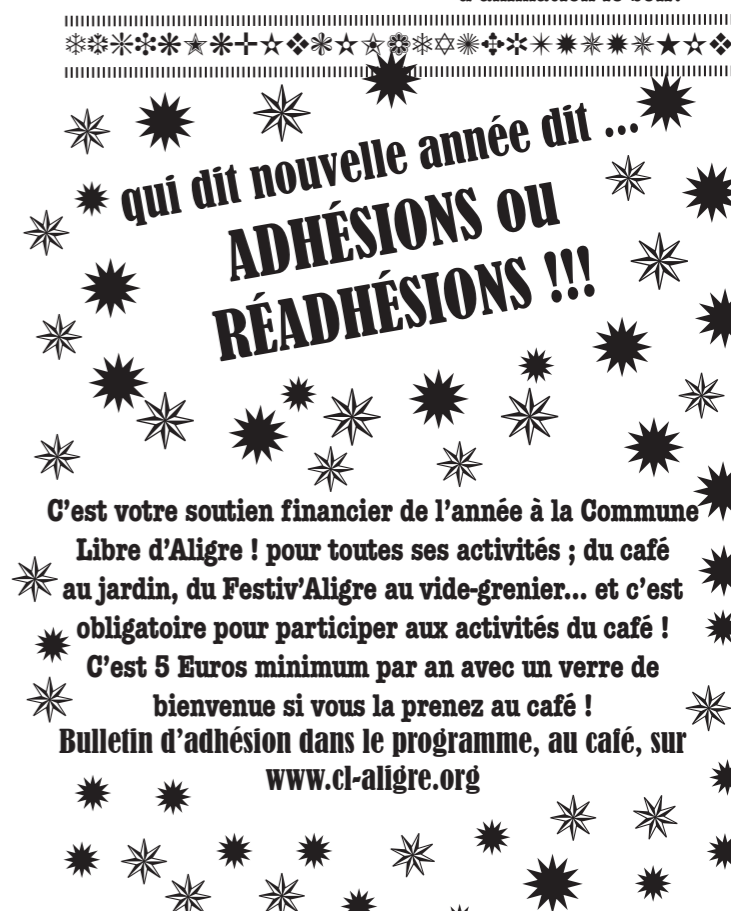 qui dit nouvelle année dit ...
ADHÉSIONS ou
RÉADHÉSIONS !!!
C'est votre soutien financier de l'année à la Commune
Libre d'Aligre ! pour toutes ses activités ; du café
au jardin, du Festiv'Aligre au vide-grenier... et c'est
obligatoire pour participer aux activités du café !
C'est 5 Euros minimum par an avec un verre de
bienvenue si vous la prenez au café !
Bulletin d'adhésion dans le programme, au café, sur
www.cl-aligre.org